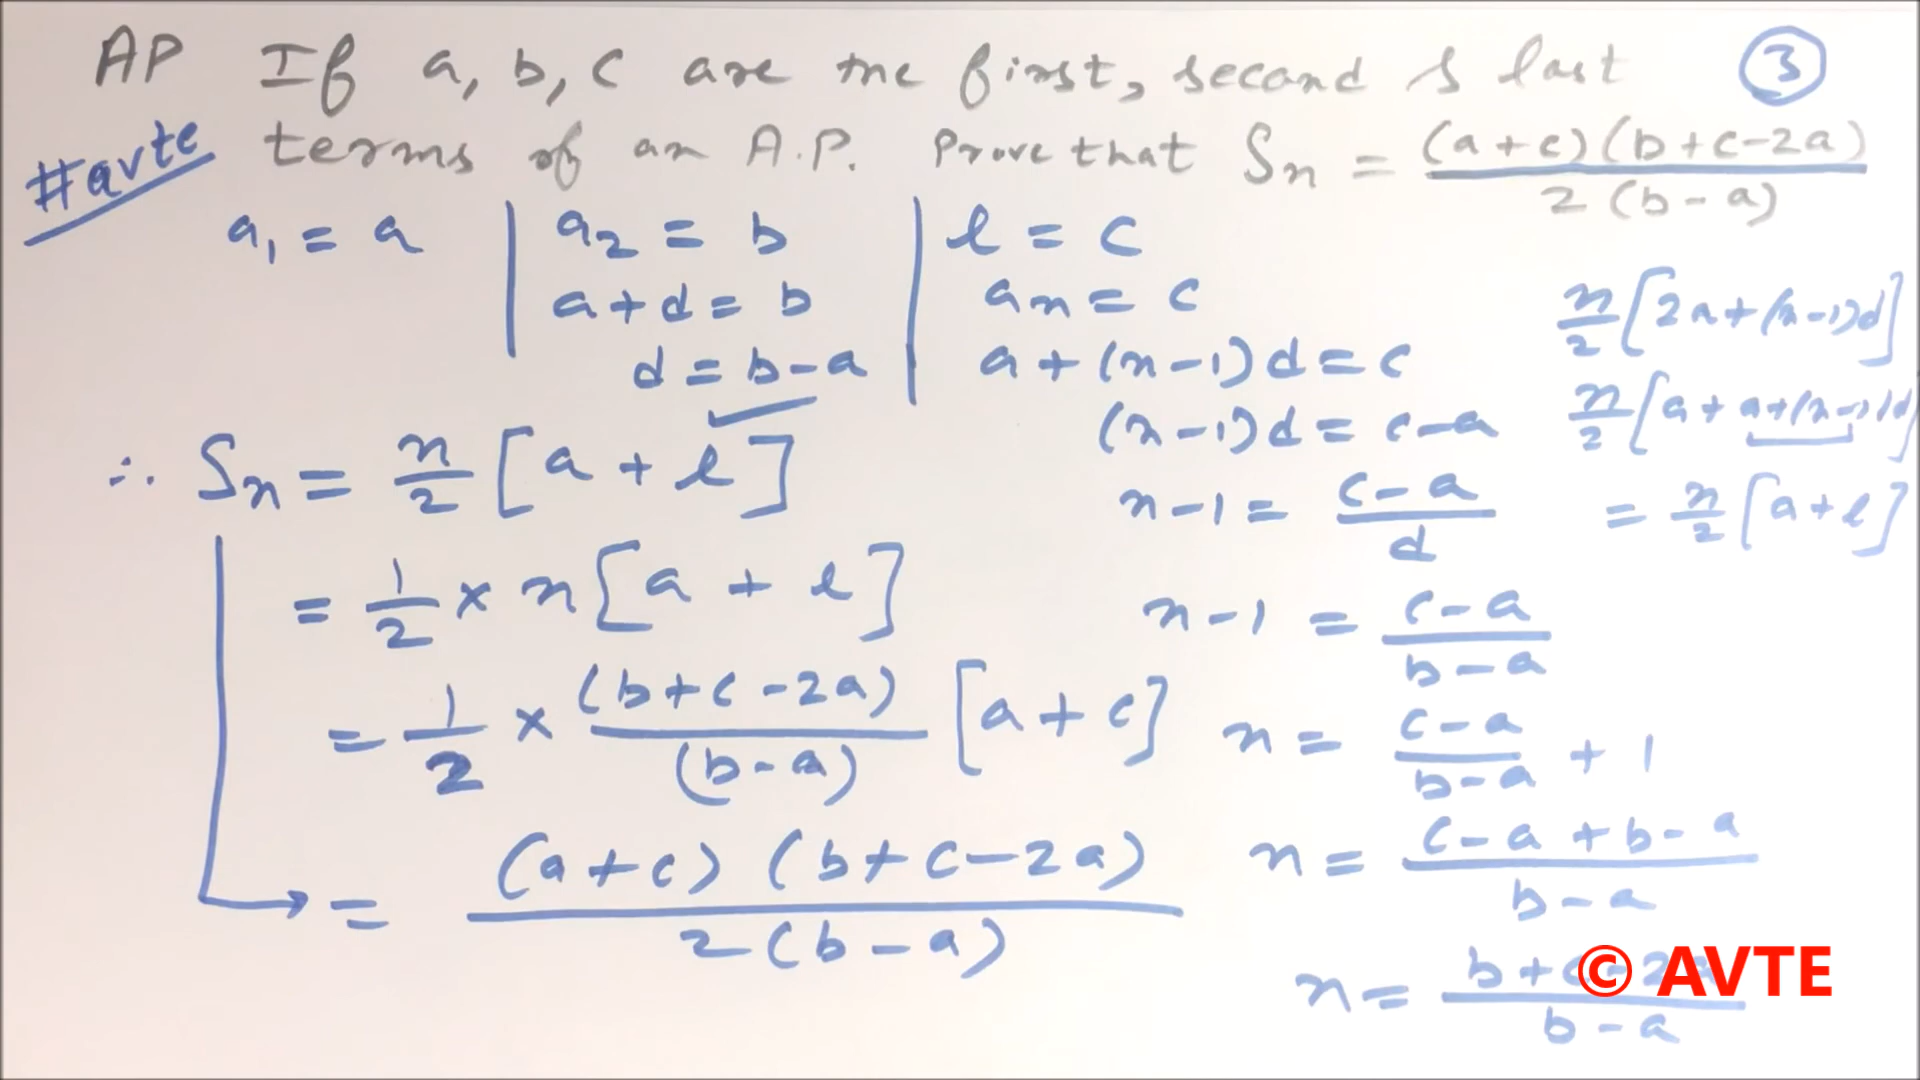 AP If a, b, c are the first, second & last ③
#avte terms of an A.P. Prove that Sn = (a+c)(b+c-2a) / 2(b-a)
a₁ = a
a₂ = b
a+d = b
d = b-a
l = c
an = c
a+(n-1)d = c
(n-1)d = c-a
n-1 = (c-a)/d
n-1 = (c-a)/(b-a)
n = (c-a)/(b-a) + 1
n = (c-a+b-a)/(b-a)
n = (b+c-2a)/(b-a)
n/2[2a+(n-1)d]
n/2[a+a+(n-1)d]
= n/2[a+l]
∴ Sn = n/2[a+l]
= 1/2 × n[a+l]
= 1/2 × (b+c-2a)/(b-a) [a+c]
= (a+c)(b+c-2a) / 2(b-a)
© AVTE